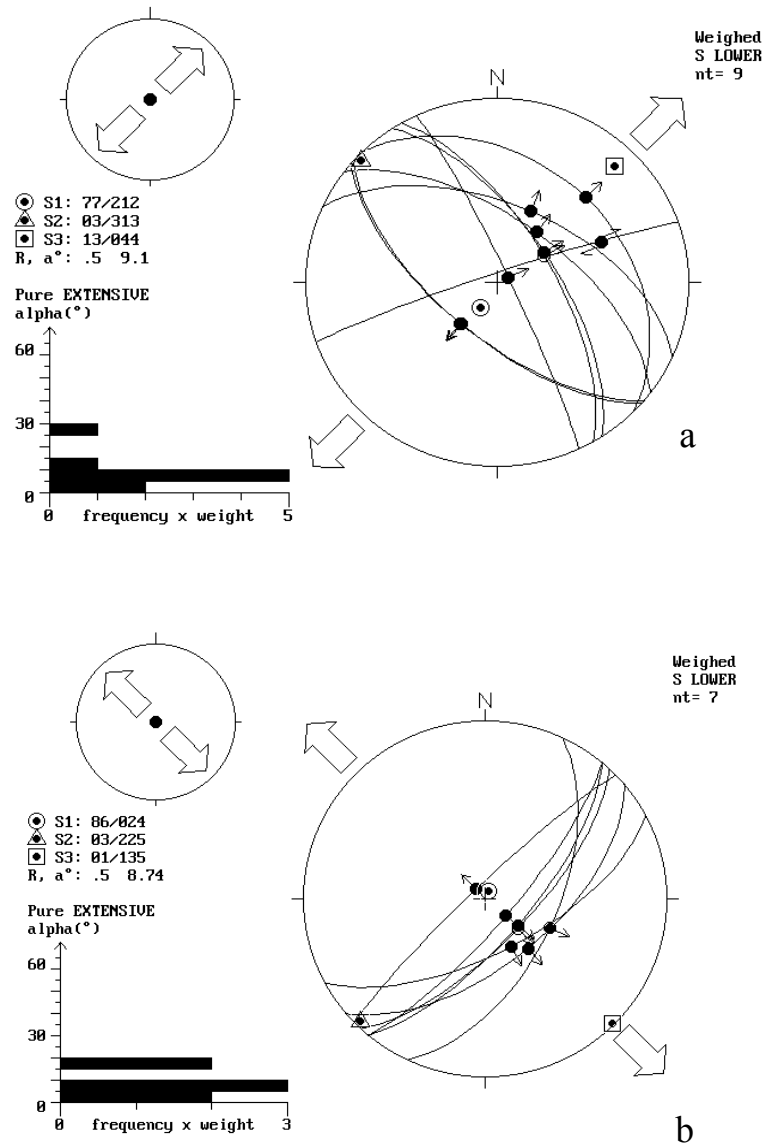 Weighed
S LOWER
nt= 9
N
S1: 77/212
S2: 03/313
S3: 13/044
R, a°: .5 9.1
Pure EXTENSIVE
alpha(°)
60
30
0
0 frequency x weight 5
a
Weighed
S LOWER
nt= 7
N
S1: 86/024
S2: 03/225
S3: 01/135
R, a°: .5 8.74
Pure EXTENSIVE
alpha(°)
60
30
0
0 frequency x weight 3
b